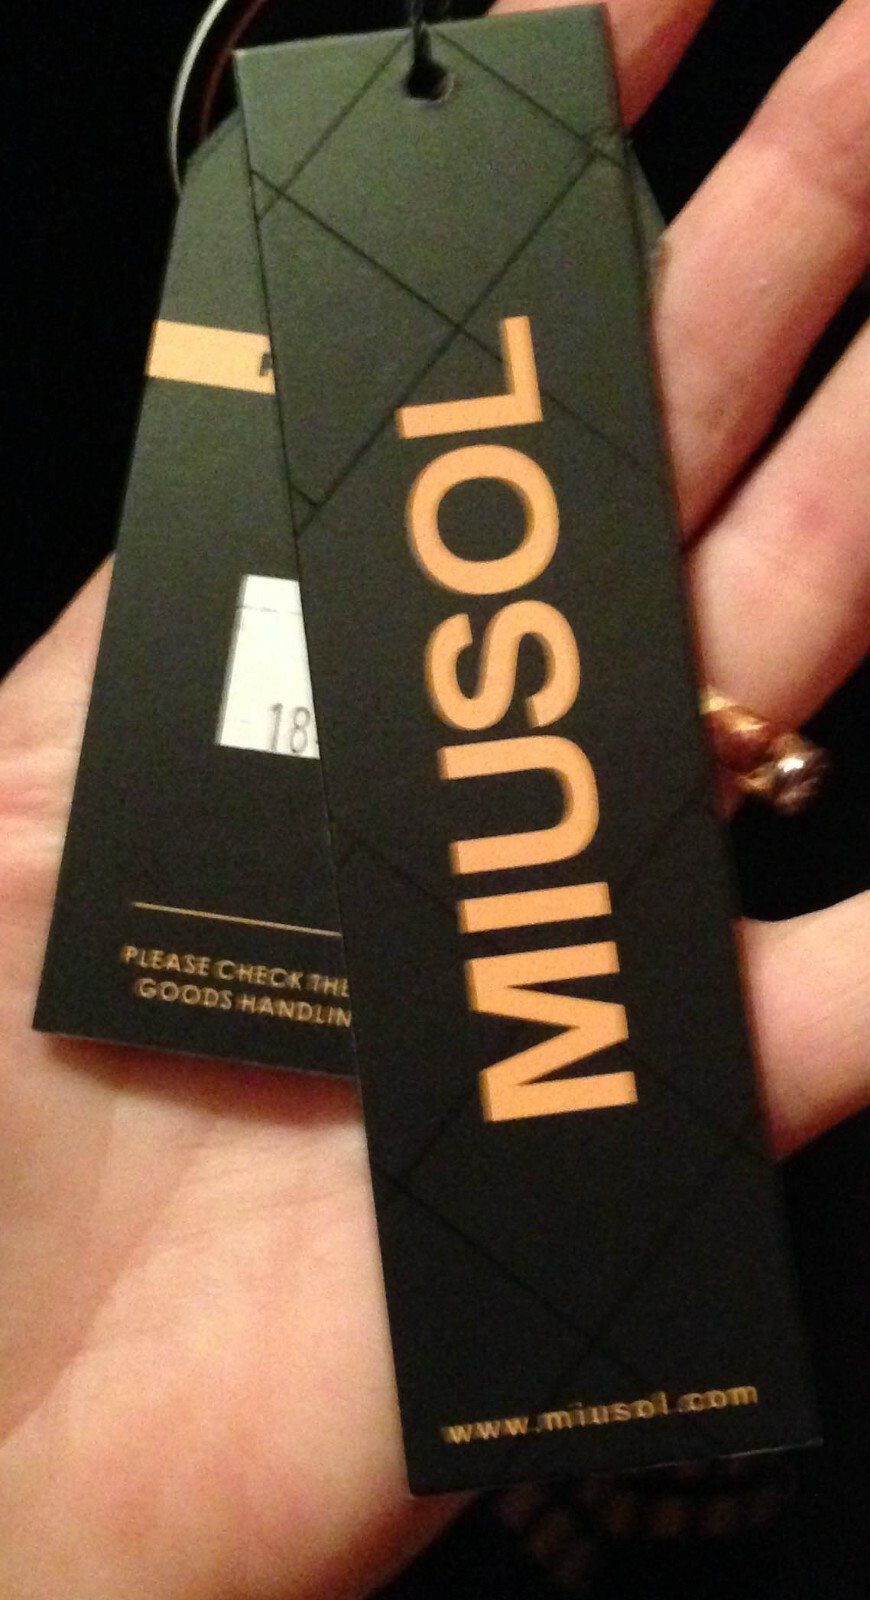 MIUSOL
www.miusol.com
18
PLEASE CHECK THE
GOODS HANDLIN